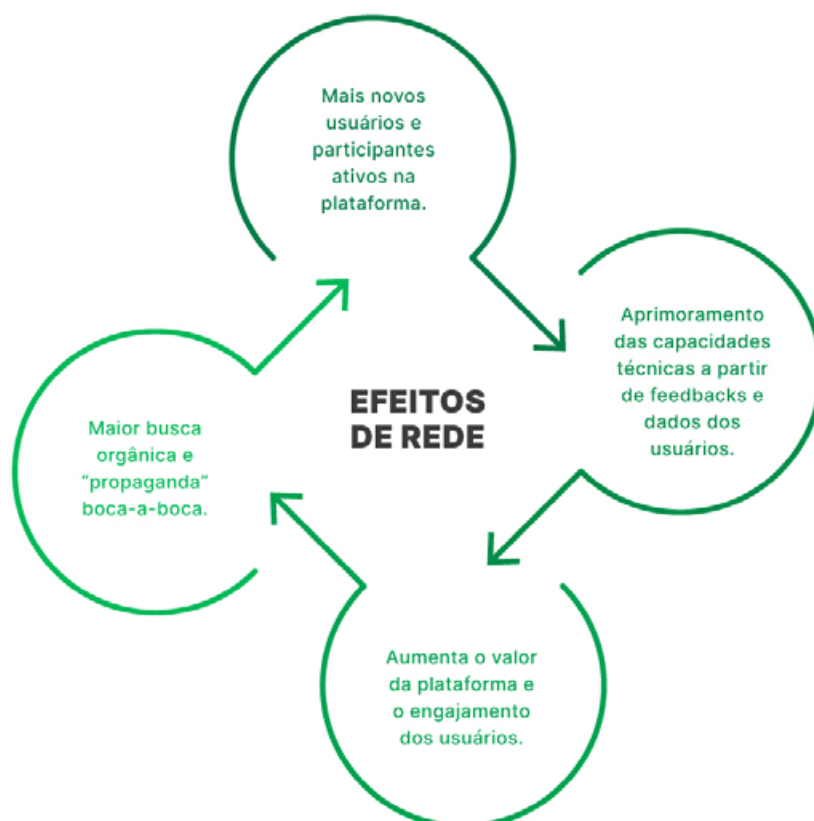 Mais novos
usuários e
participantes
ativos na
plataforma.
Aprimoramento
das capacidades
técnicas a partir
de feedbacks e
dados dos
usuários.
EFEITOS
DE REDE
Maior busca
orgânica e
“propaganda”
boca-a-boca.
Aumenta o valor
da plataforma e
o engajamento
dos usuários.